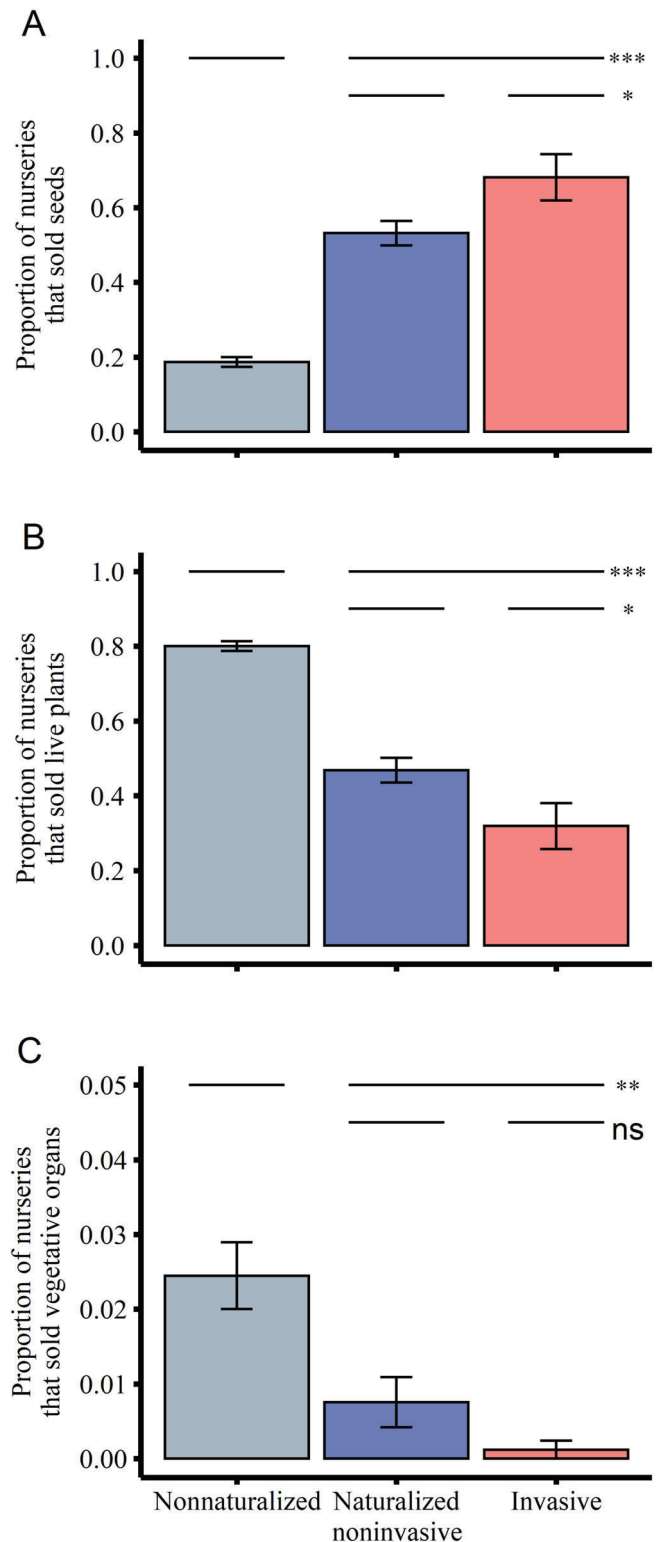 A
Proportion of nurseries
that sold seeds
1.0
0.8
0.6
0.4
0.2
0.0
***
*
B
Proportion of nurseries
that sold live plants
1.0
0.8
0.6
0.4
0.2
0.0
***
*
C
Proportion of nurseries
that sold vegetative organs
0.05
0.04
0.03
0.02
0.01
0.00
**
ns
Nonnaturalized
Naturalized
noninvasive
Invasive